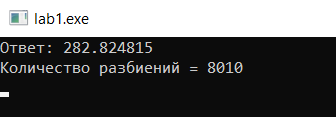 lab1.exe
Ответ: 282.824815
Количество разбиений = 8010